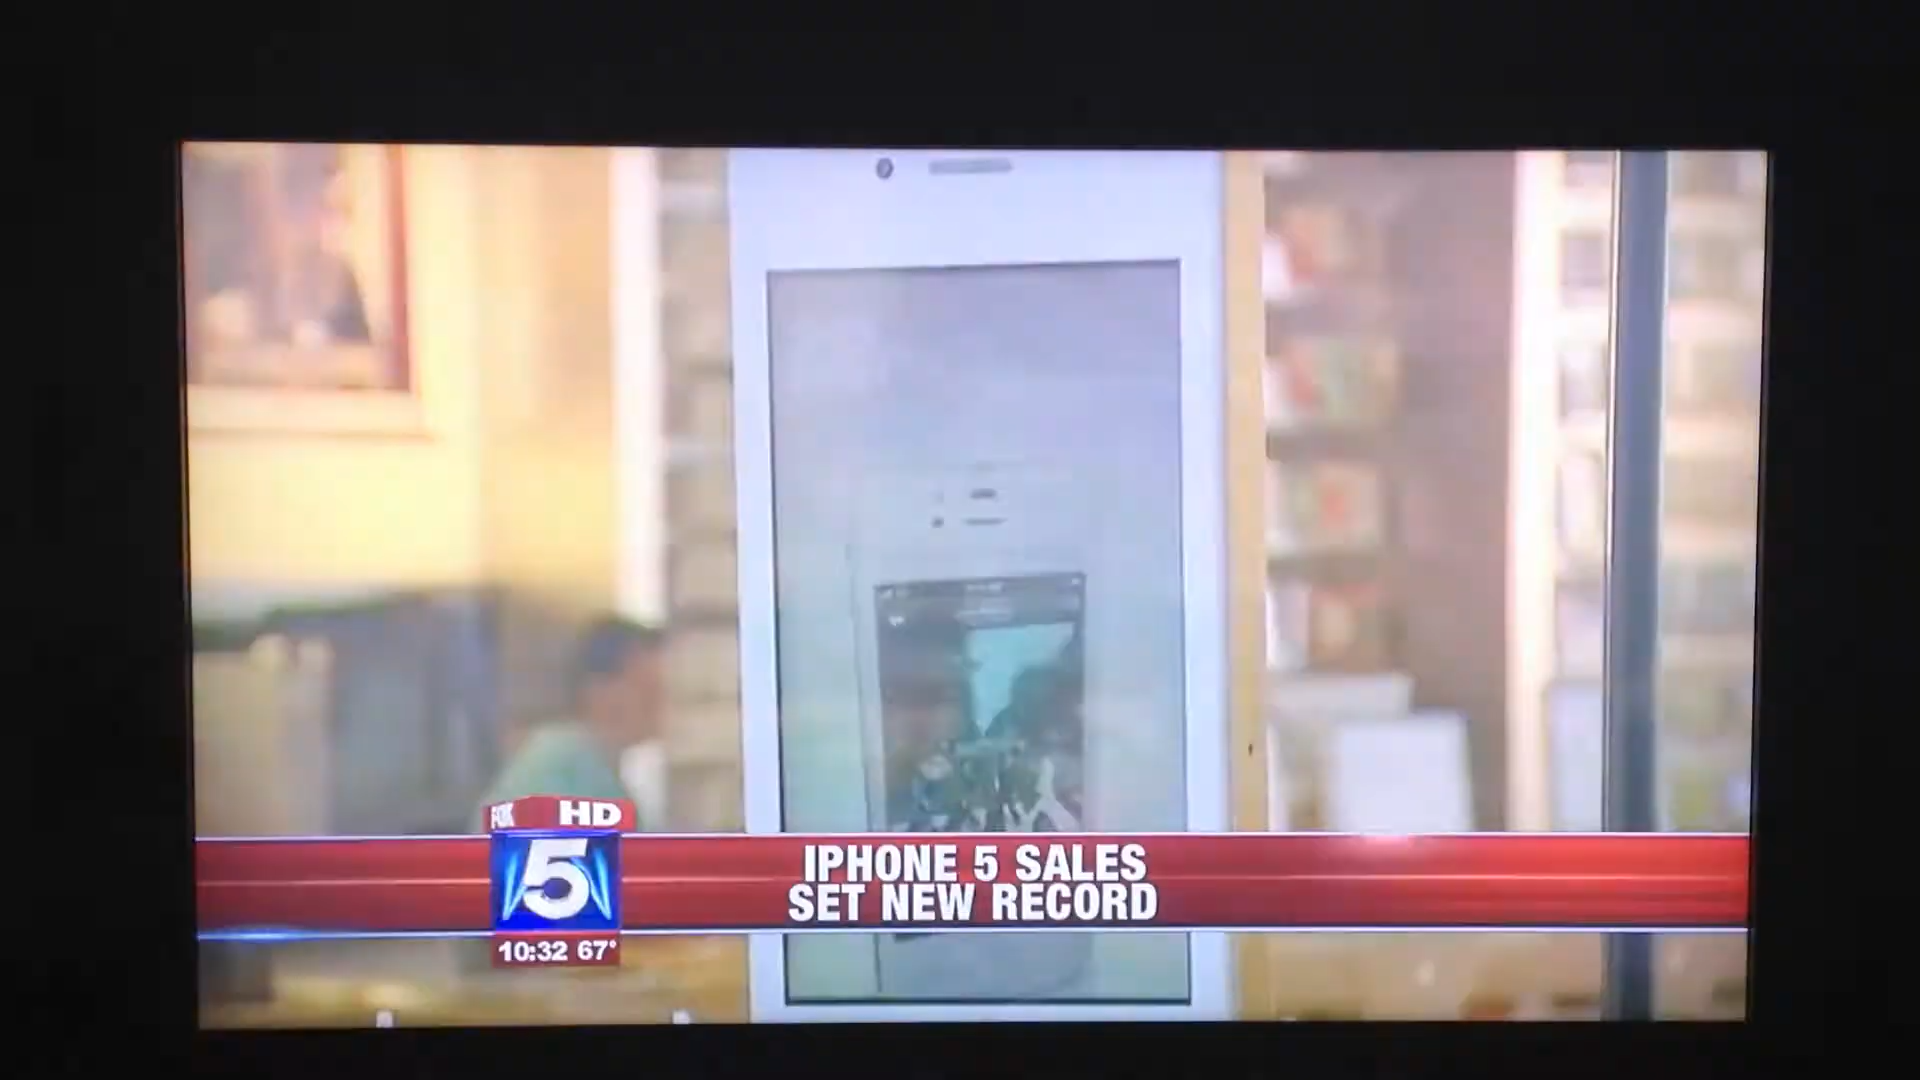 FOX HD
5
IPHONE 5 SALES
SET NEW RECORD
10:32 67°